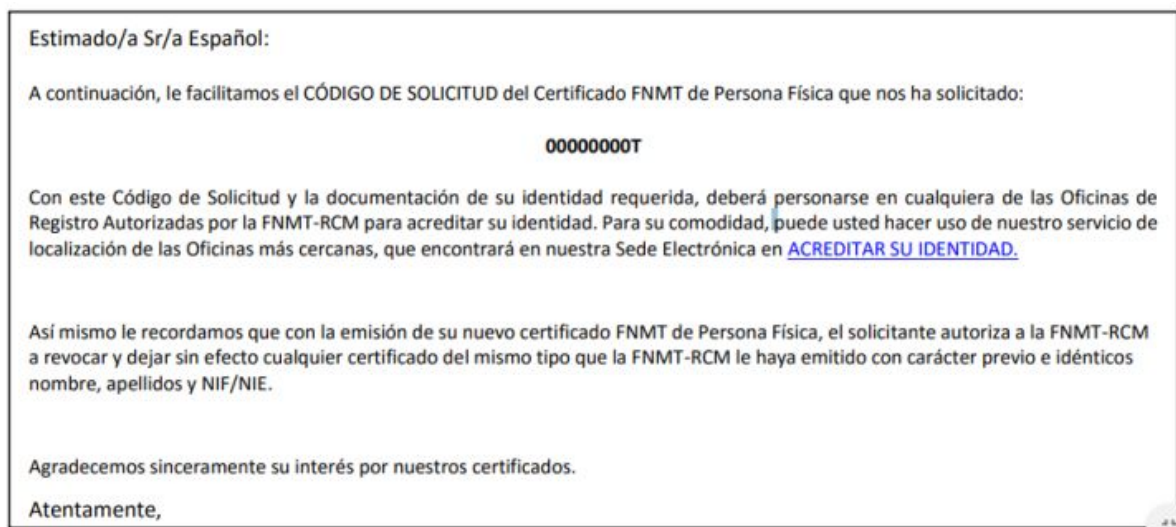 Estimado/a Sr/a Español:
A continuación, le facilitamos el CÓDIGO DE SOLICITUD del Certificado FNMT de Persona Física que nos ha solicitado:
00000000T
Con este Código de Solicitud y la documentación de su identidad requerida, deberá personarse en cualquiera de las Oficinas de
Registro Autorizadas por la FNMT-RCM para acreditar su identidad. Para su comodidad, puede usted hacer uso de nuestro servicio de
localización de las Oficinas más cercanas, que encontrará en nuestra Sede Electrónica en ACREDITAR SU IDENTIDAD.
Así mismo le recordamos que con la emisión de su nuevo certificado FNMT de Persona Física, el solicitante autoriza a la FNMT-RCM
a revocar y dejar sin efecto cualquier certificado del mismo tipo que la FNMT-RCM le haya emitido con carácter previo e idénticos
nombre, apellidos y NIF/NIE.
Agradecemos sinceramente su interés por nuestros certificados.
Atentamente,